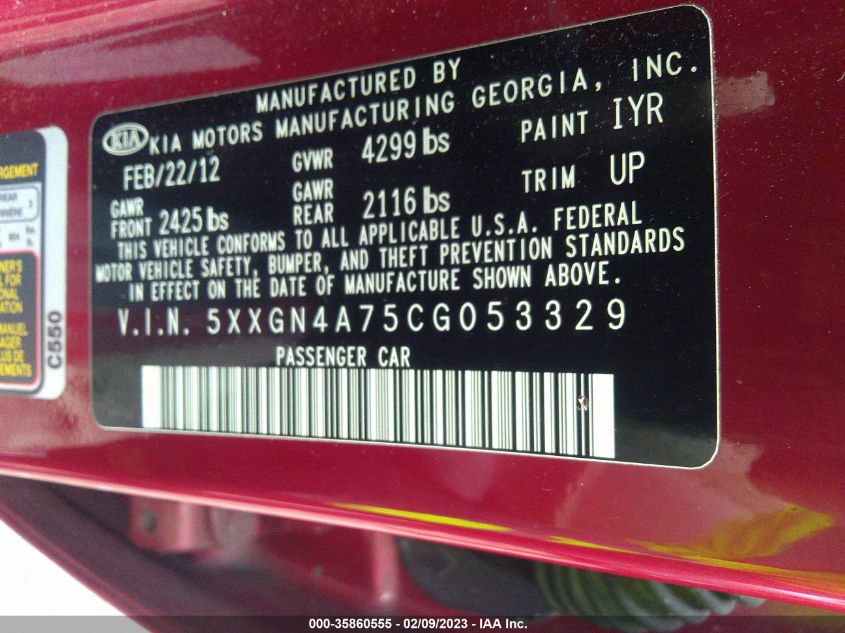 MANUFACTURED BY
KIA KIA MOTORS MANUFACTURING GEORGIA, INC.
FEB/22/12 GVWR 4299 lbs PAINT IYR
GAWR FRONT 2425 lbs GAWR REAR 2116 lbs TRIM UP
THIS VEHICLE CONFORMS TO ALL APPLICABLE U.S.A. FEDERAL
MOTOR VEHICLE SAFETY, BUMPER, AND THEFT PREVENTION STANDARDS
IN EFFECT ON THE DATE OF MANUFACTURE SHOWN ABOVE.
V.I.N. 5XXGN4A75CG053329
PASSENGER CAR
C550
000-35860555 - 02/09/2023 - IAA Inc.